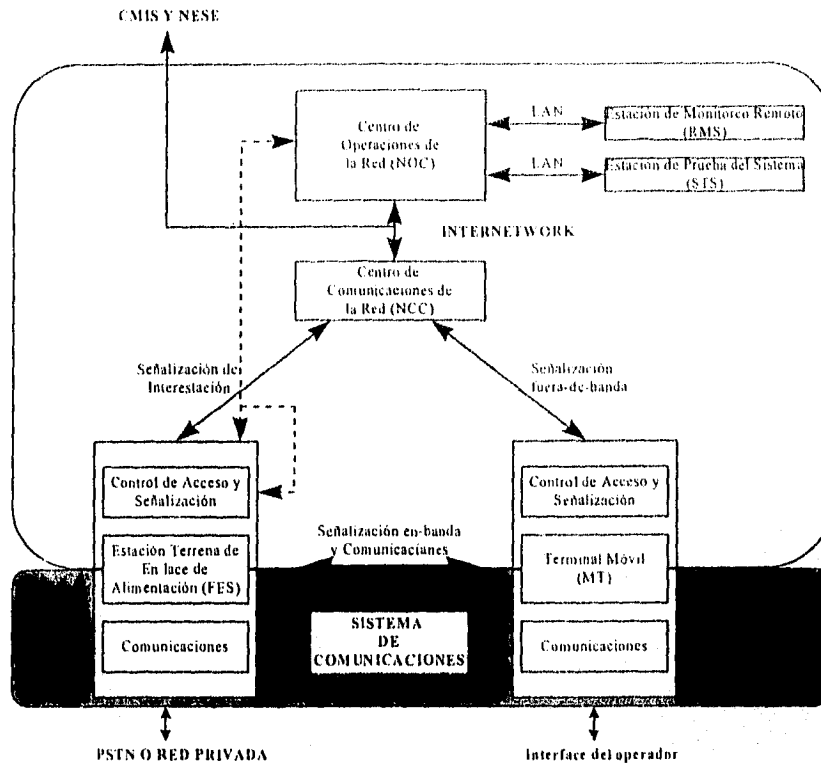 CMIS Y NESE
Centro de
Operaciones de
la Red (NOC)
LAN
Estación de Monitoreo Remoto
(RMS)
LAN
Estación de Prueba del Sistema
(STS)
INTERNETWORK
Centro de
Comunicaciones de
la Red (NCC)
Señalización de
Interestación
Señalización
fuera-de-banda
Control de Acceso y
Señalización
Estación Terrena de
En lace de
Alimentación (FES)
Comunicaciones
Señalización en-banda
y Comunicaciones
SISTEMA
DE
COMUNICACIONES
Control de Acceso y
Señalización
Terminal Móvil
(MT)
Comunicaciones
PSTN O RED PRIVADA
Interface del operador